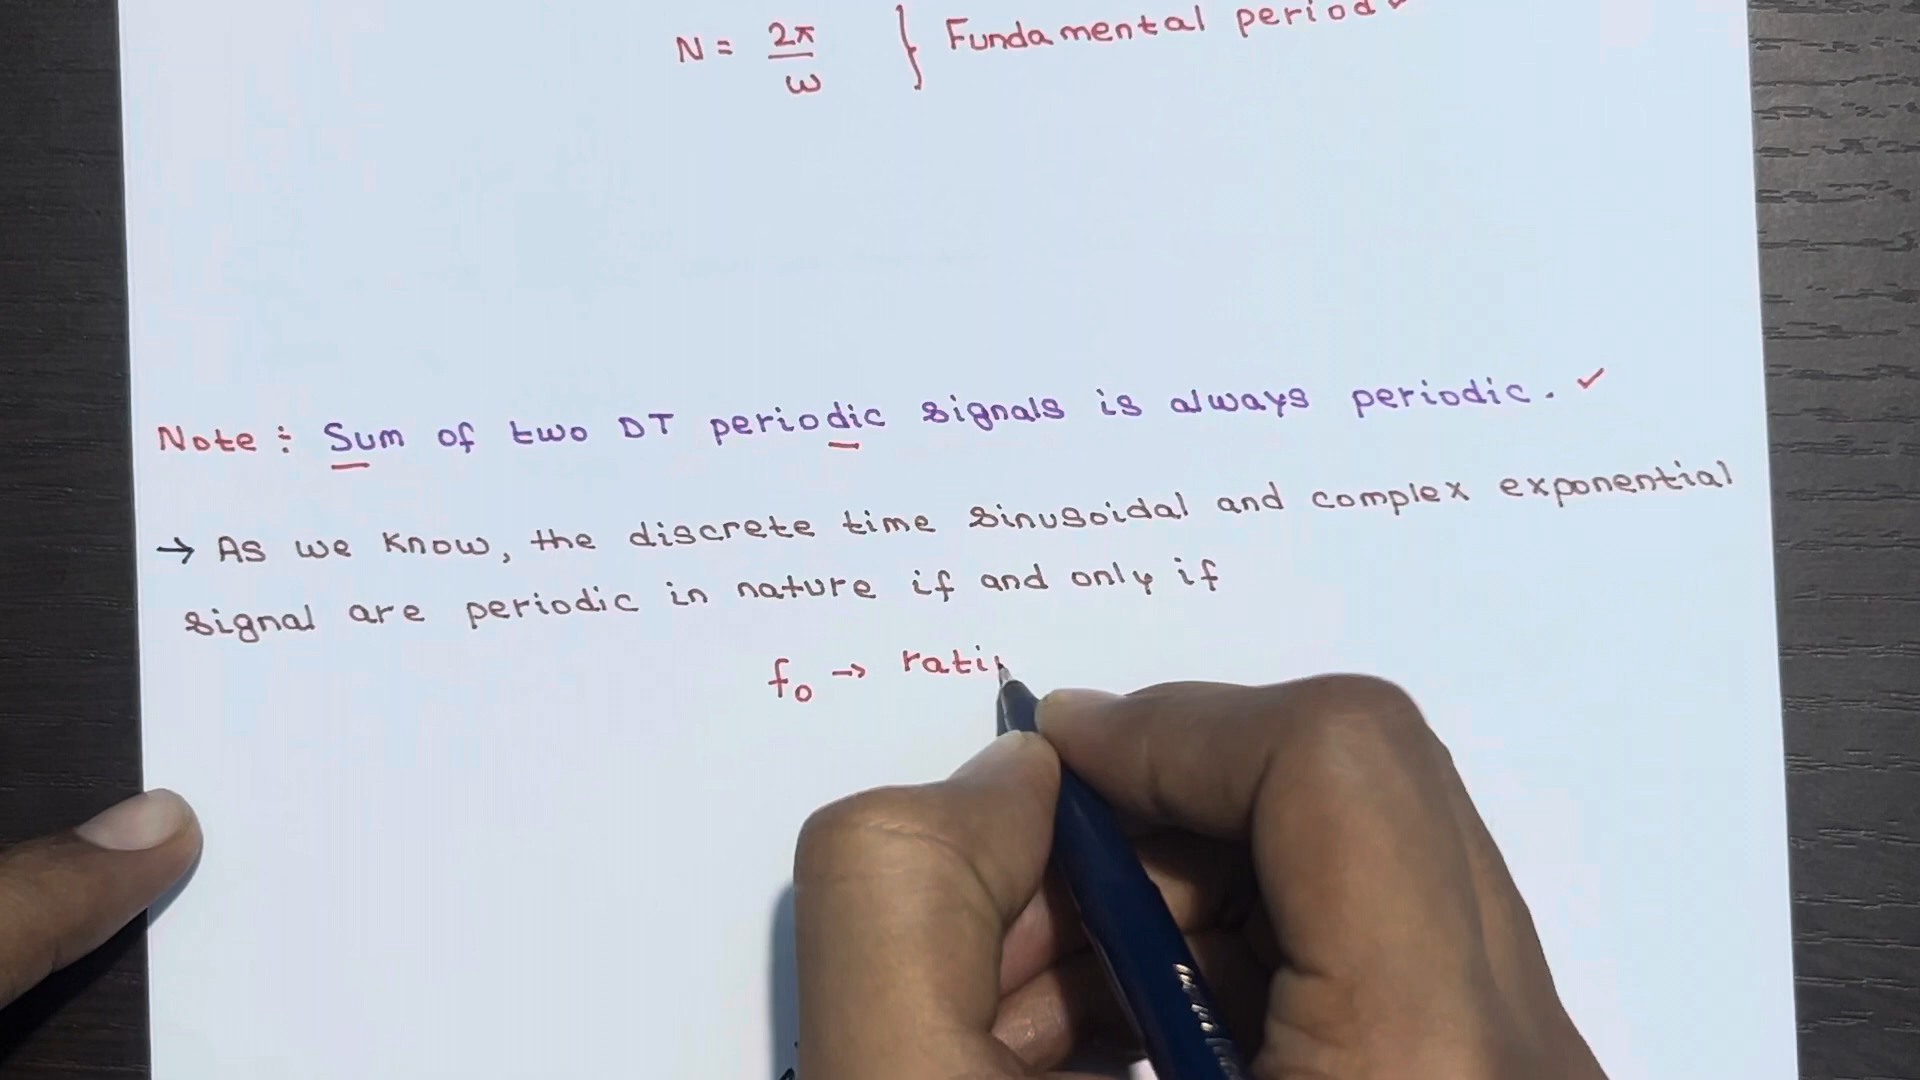 N = 2π/ω } Fundamental period
Note : Sum of two DT periodic signals is always periodic. ✓
→ As we know, the discrete time sinusoidal and complex exponential
signal are periodic in nature if and only if
f₀ → rati